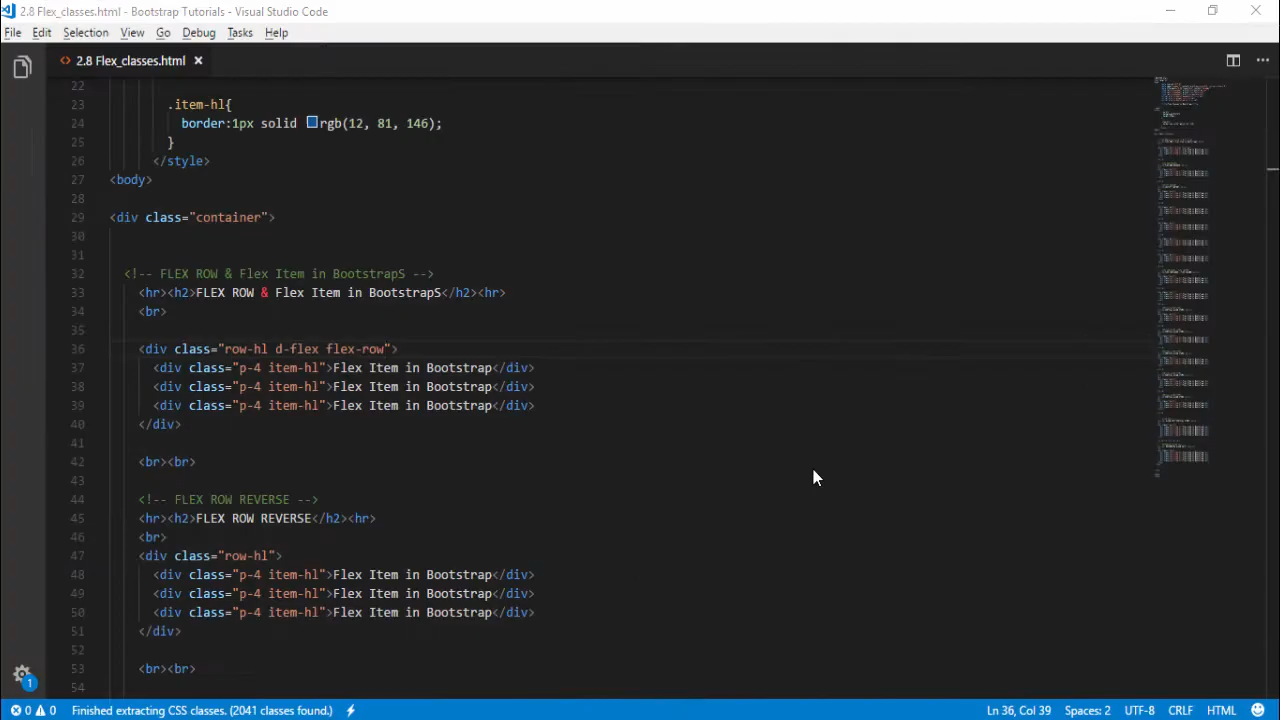 2.8 Flex_classes.html - Bootstrap Tutorials - Visual Studio Code
File Edit Selection View Go Debug Tasks Help
2.8 Flex_classes.html
22
23 .item-hl{
24 border:1px solid rgb(12, 81, 146);
25 }
26 </style>
27 <body>
28
29 <div class="container">
30
31
32 <!-- FLEX ROW & Flex Item in BootstrapS -->
33 <hr><h2>FLEX ROW & Flex Item in BootstrapS</h2><hr>
34 <br>
35
36 <div class="row-hl d-flex flex-row">
37 <div class="p-4 item-hl">Flex Item in Bootstrap</div>
38 <div class="p-4 item-hl">Flex Item in Bootstrap</div>
39 <div class="p-4 item-hl">Flex Item in Bootstrap</div>
40 </div>
41
42 <br><br>
43
44 <!-- FLEX ROW REVERSE -->
45 <hr><h2>FLEX ROW REVERSE</h2><hr>
46 <br>
47 <div class="row-hl">
48 <div class="p-4 item-hl">Flex Item in Bootstrap</div>
49 <div class="p-4 item-hl">Flex Item in Bootstrap</div>
50 <div class="p-4 item-hl">Flex Item in Bootstrap</div>
51 </div>
52
53 <br><br>
54
1
0 0 Finished extracting CSS classes. (2041 classes found.) Ln 36, Col 39 Spaces: 2 UTF-8 CRLF HTML